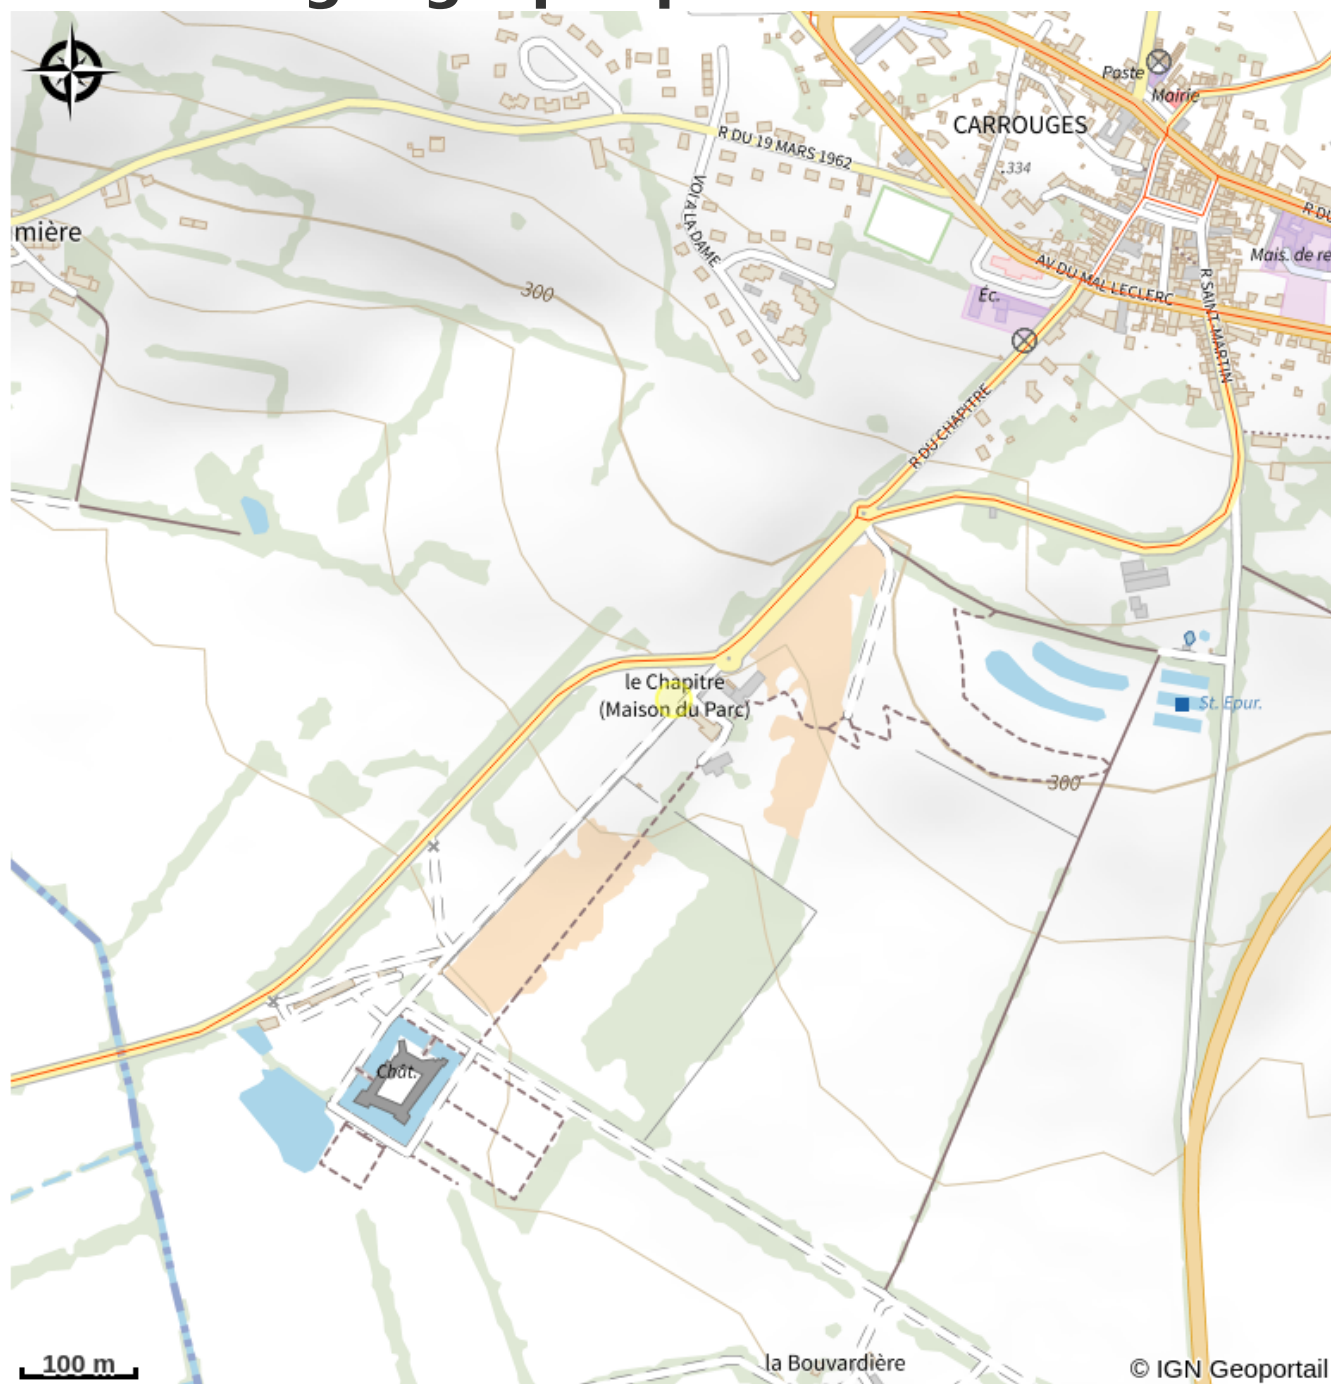 Poste
Mairie
CARROUGES
.334
R DU 19 MARS 1962
VOI A LA DAME
mière
300
R DU
Mais. de re
AV DU MAL LECLERC
Éc.
R SAINT-MARTIN
R DU CHAPITRE
le Chapitre
(Maison du Parc)
St. Epur.
300
Chât.
100 m
la Bouvardière
© IGN Geoportail